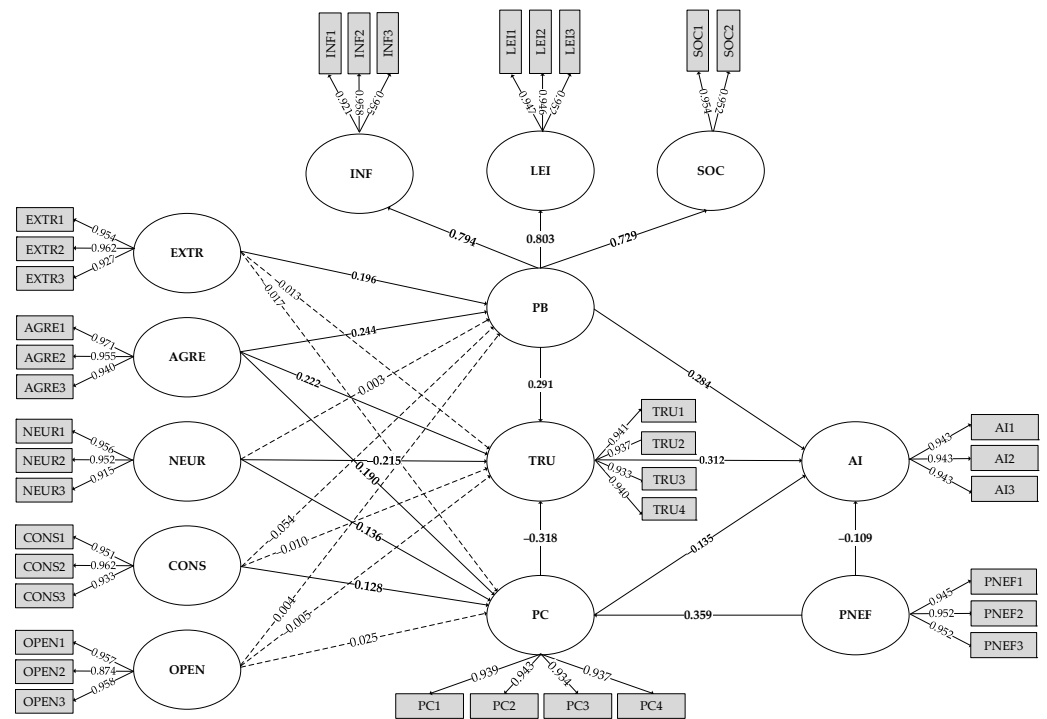 INF1
INF2
INF3
LEI1
LEI2
LEI3
SOC1
SOC2
0.921
0.958
0.955
0.947
0.946
0.957
0.954
0.952
INF
LEI
SOC
0.794
0.803
0.729
EXTR1
EXTR2
EXTR3
0.954
0.962
0.927
EXTR
0.196
-0.013
-0.017
PB
AGRE1
AGRE2
AGRE3
0.971
0.955
0.940
AGRE
0.244
0.222
-0.190
0.003
0.291
0.284
NEUR1
NEUR2
NEUR3
0.956
0.952
0.915
NEUR
-0.215
0.136
TRU
0.941
0.937
0.933
0.940
TRU1
TRU2
TRU3
TRU4
0.312
AI
0.943
0.943
0.943
AI1
AI2
AI3
CONS1
CONS2
CONS3
0.951
0.962
0.933
CONS
0.054
0.010
0.128
−0.318
-0.135
−0.109
OPEN1
OPEN2
OPEN3
0.957
0.874
0.958
OPEN
0.004
0.005
0.025
PC
0.359
PNEF
0.945
0.952
0.952
PNEF1
PNEF2
PNEF3
0.939
0.943
0.934
0.937
PC1
PC2
PC3
PC4